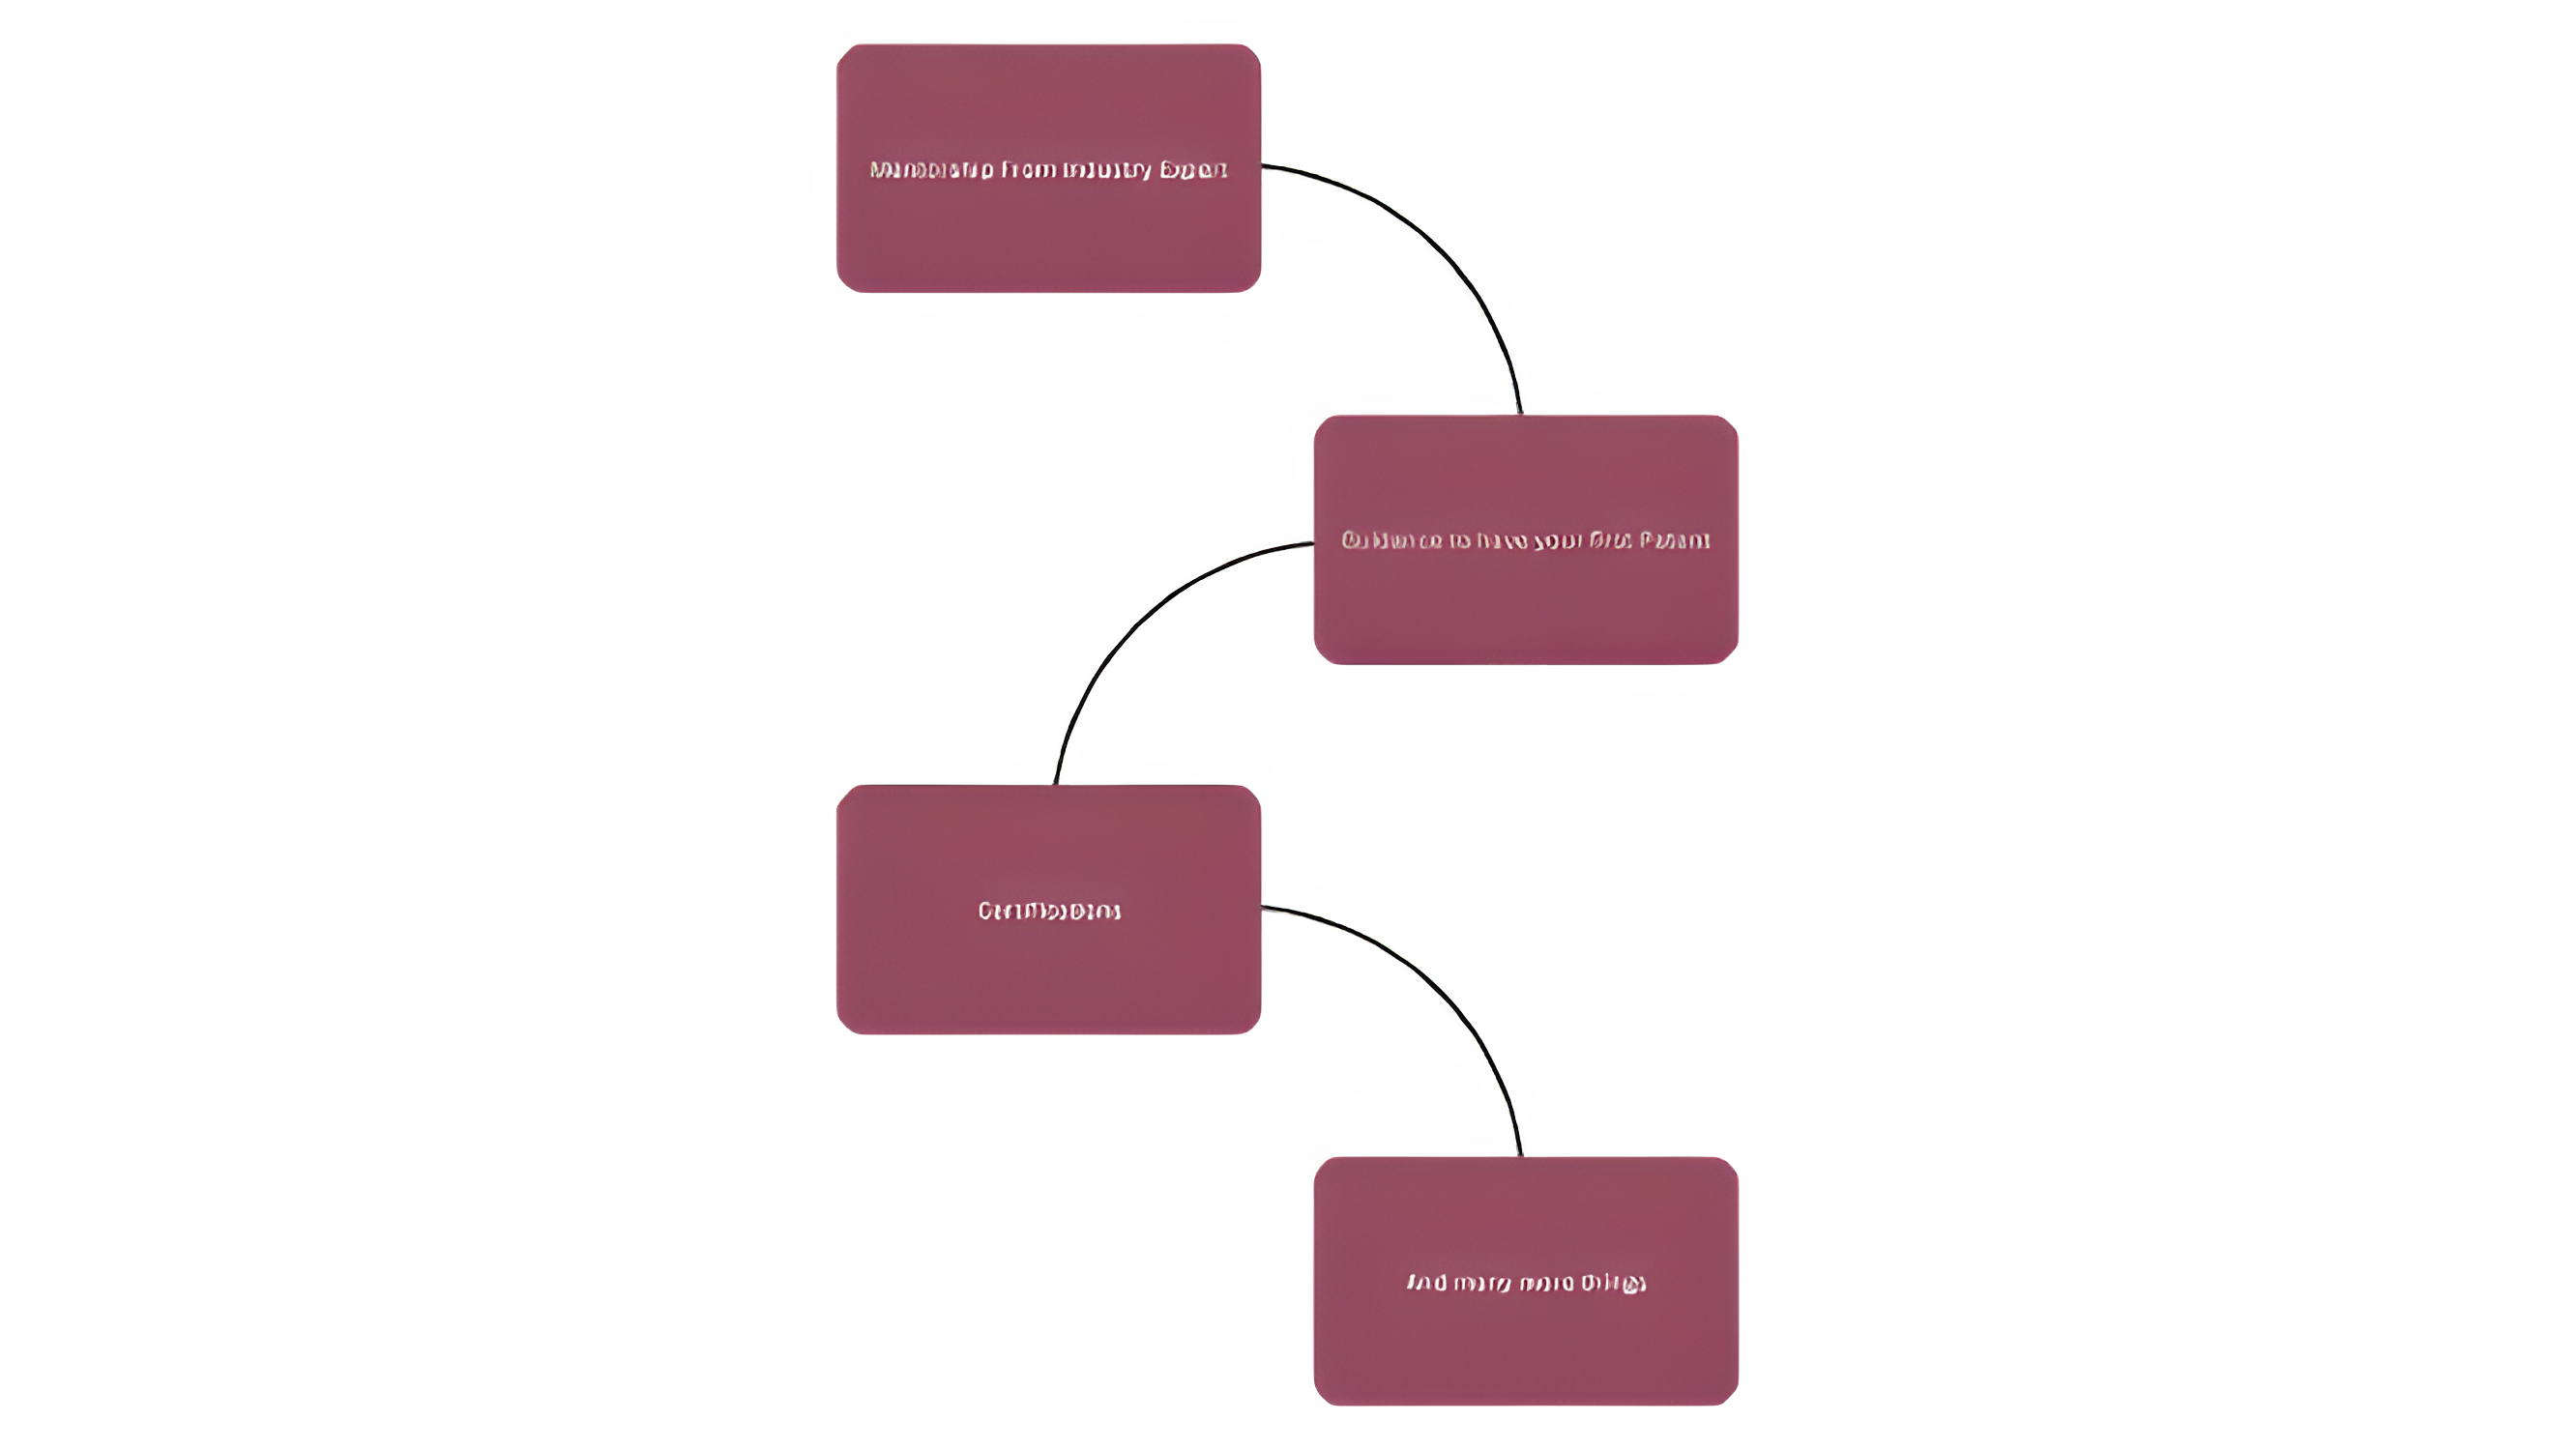 Mentorship From Industry Expert
Guidance to have your first Patent
Certifications
And many more things